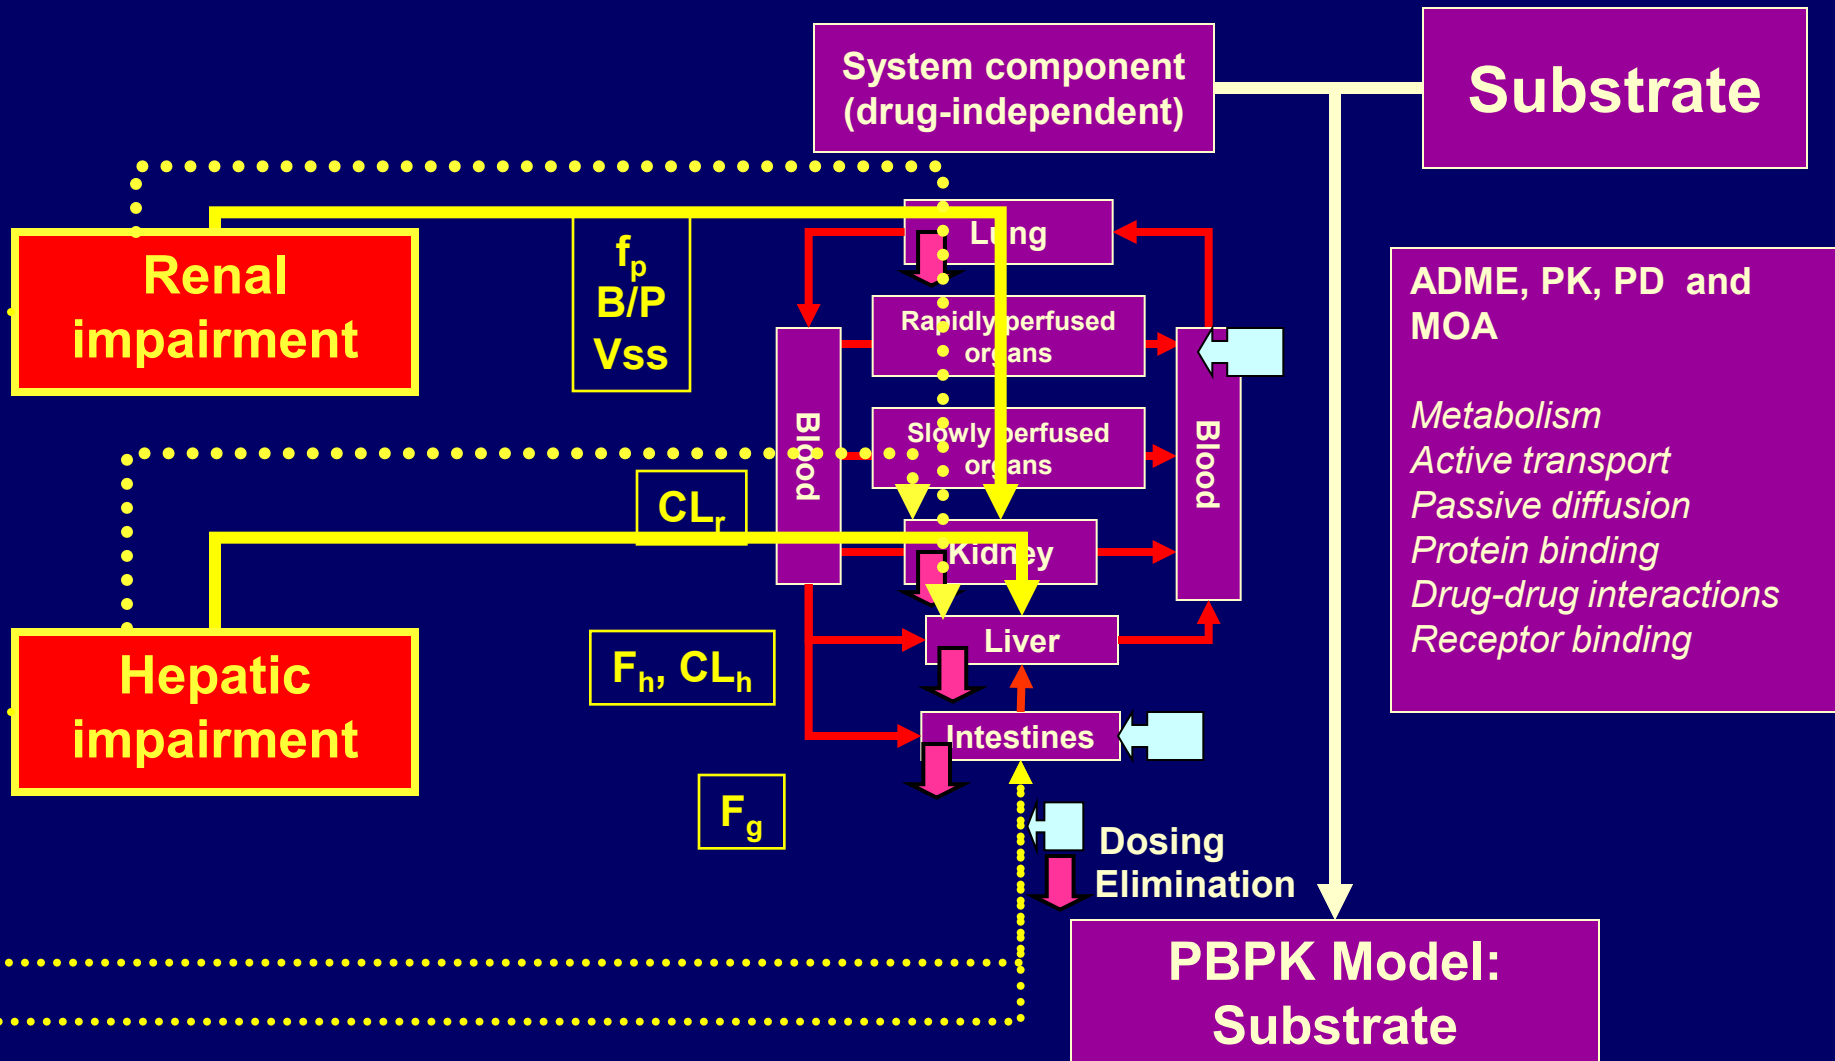 System component
(drug-independent)
Substrate
Renal
impairment
fp
B/P
Vss
Lung
Rapidly perfused
organs
Blood
Slowly perfused
organs
Blood
CLr
Kidney
Hepatic
impairment
Fh, CLh
Liver
Intestines
Fg
Dosing
Elimination
ADME, PK, PD and
MOA
Metabolism
Active transport
Passive diffusion
Protein binding
Drug-drug interactions
Receptor binding
PBPK Model:
Substrate